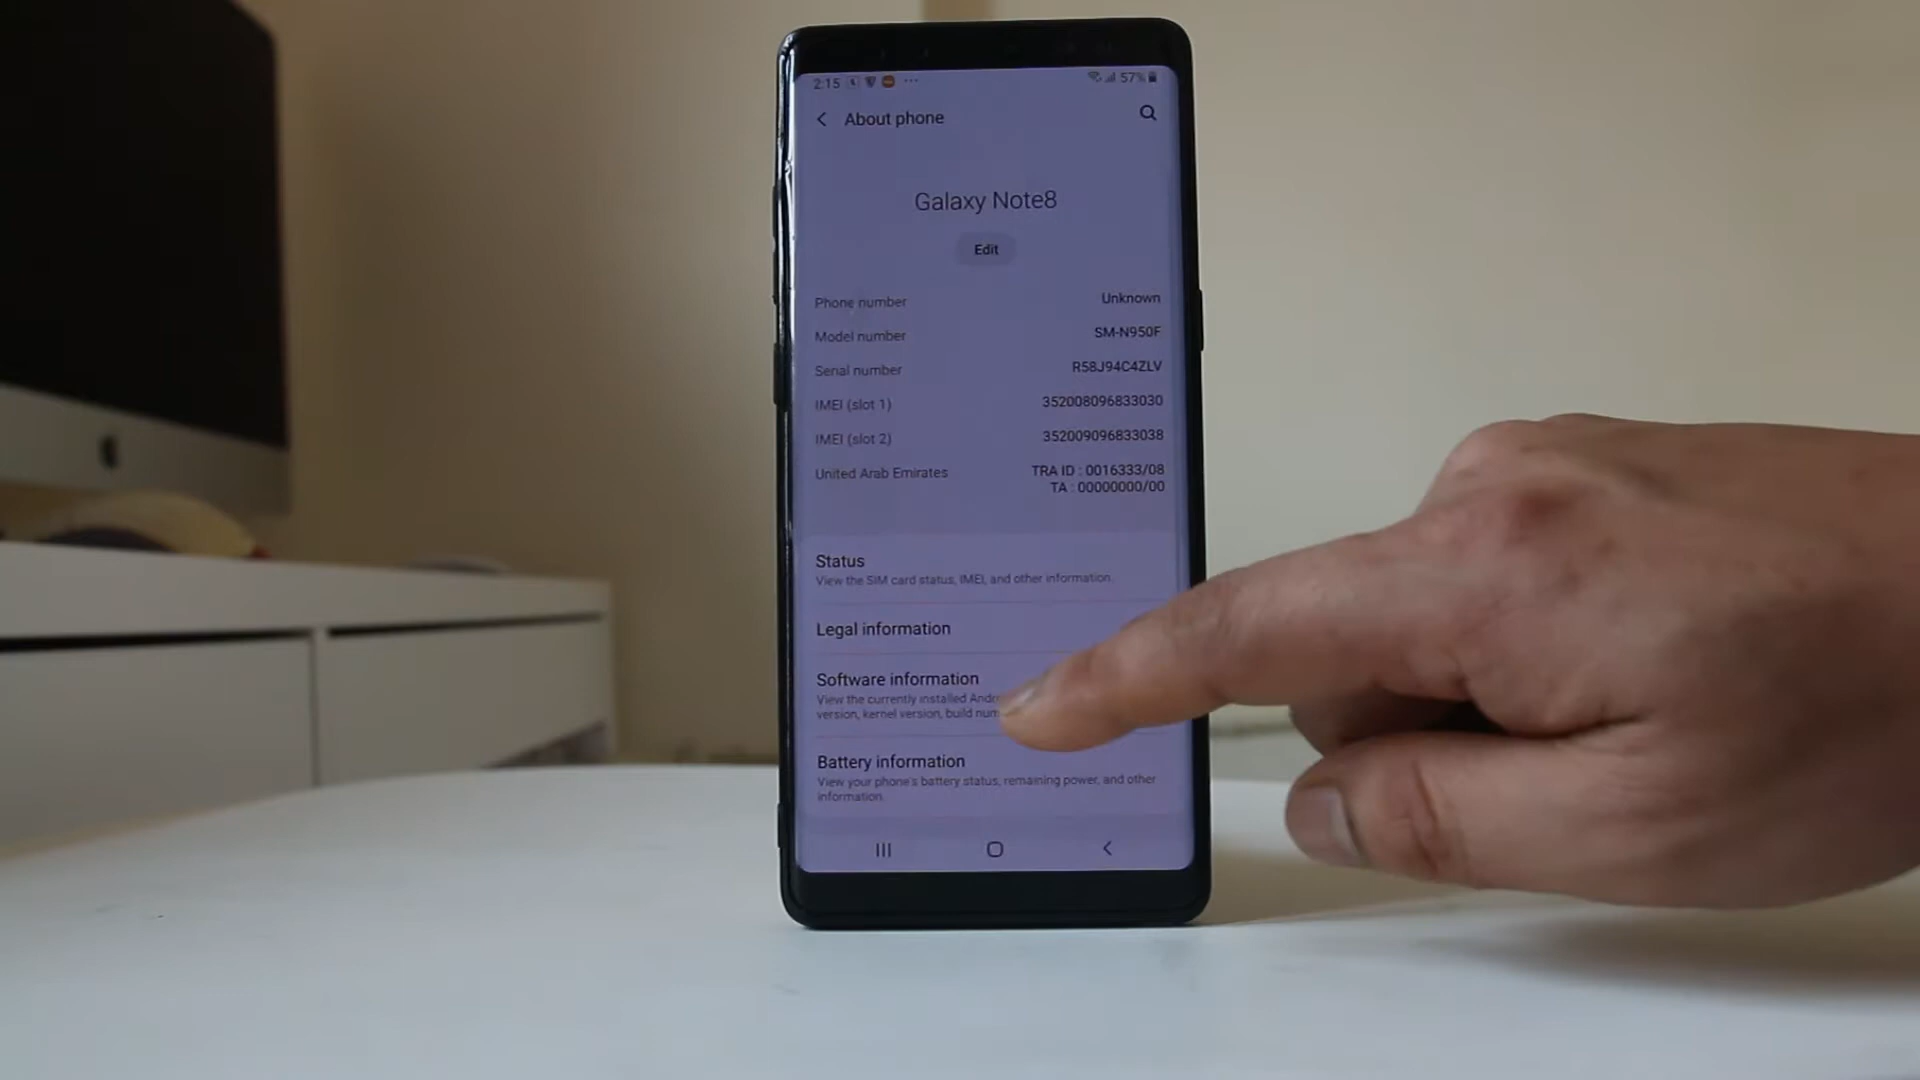 2:15
57%
About phone
Galaxy Note8
Edit
Phone number Unknown
Model number SM-N950F
Serial number R58J94C4ZLV
IMEI (slot 1) 352008096833030
IMEI (slot 2) 352009096833038
United Arab Emirates TRA ID : 0016333/08
TA : 00000000/00
Status
View the SIM card status, IMEI, and other information.
Legal information
Software information
View the currently installed
version, kernel version, build
Battery information
View your phone's battery status, remaining power, and other
information.